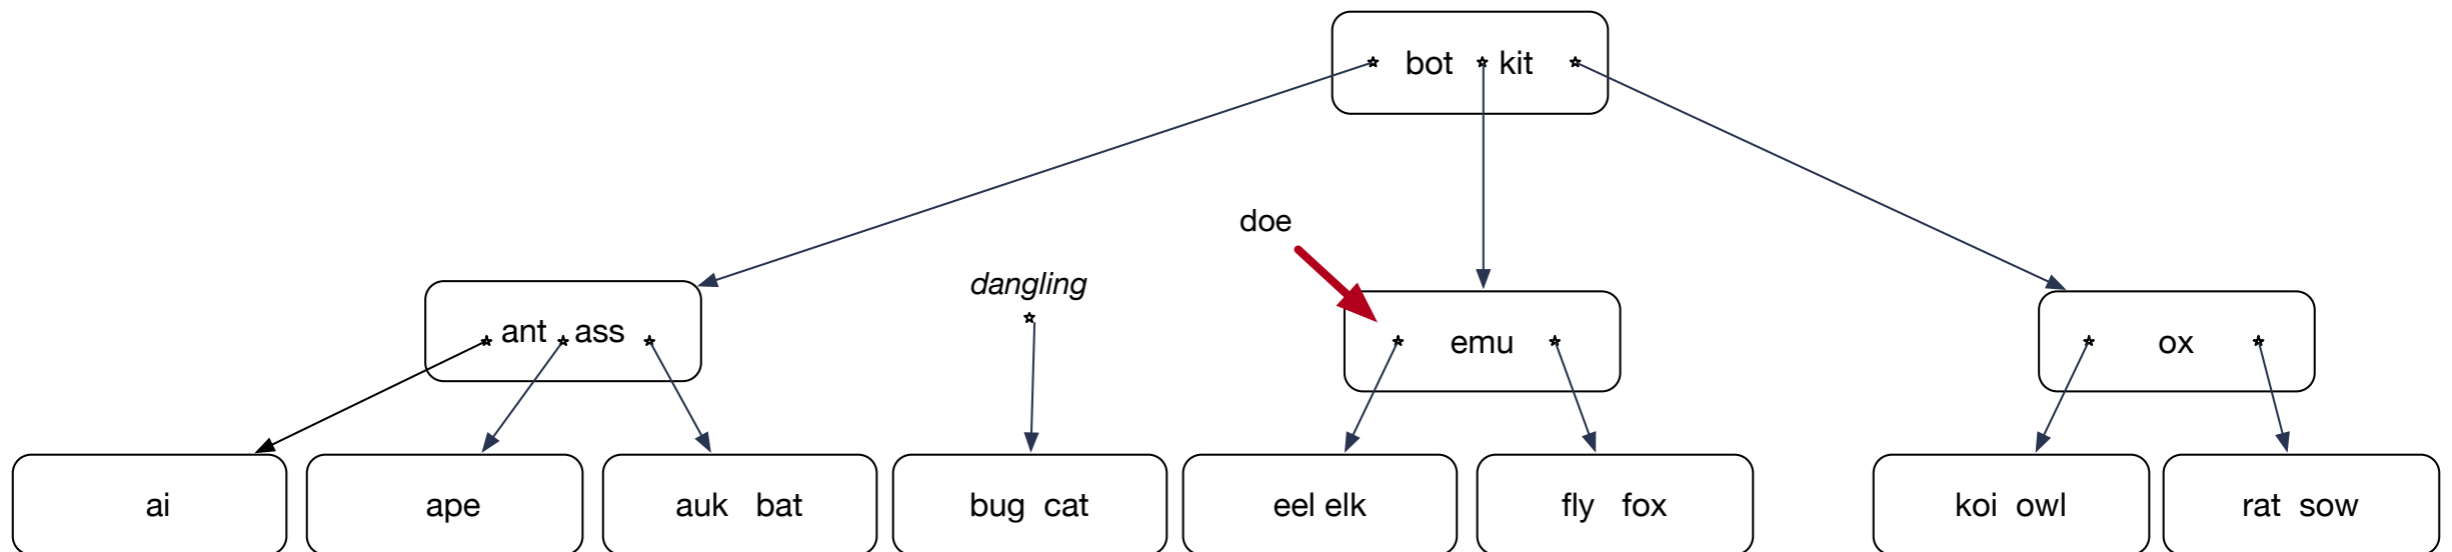 bot kit
doe
dangling
ant ass
emu
ox
ai
ape
auk bat
bug cat
eel elk
fly fox
koi owl
rat sow